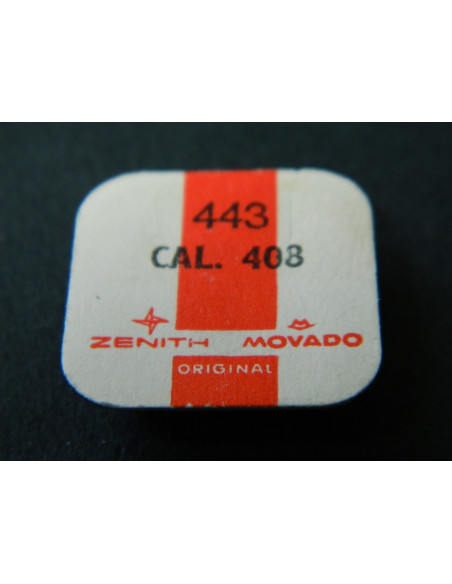 443
CAL. 408
ZENITH MOVADO
ORIGINAL